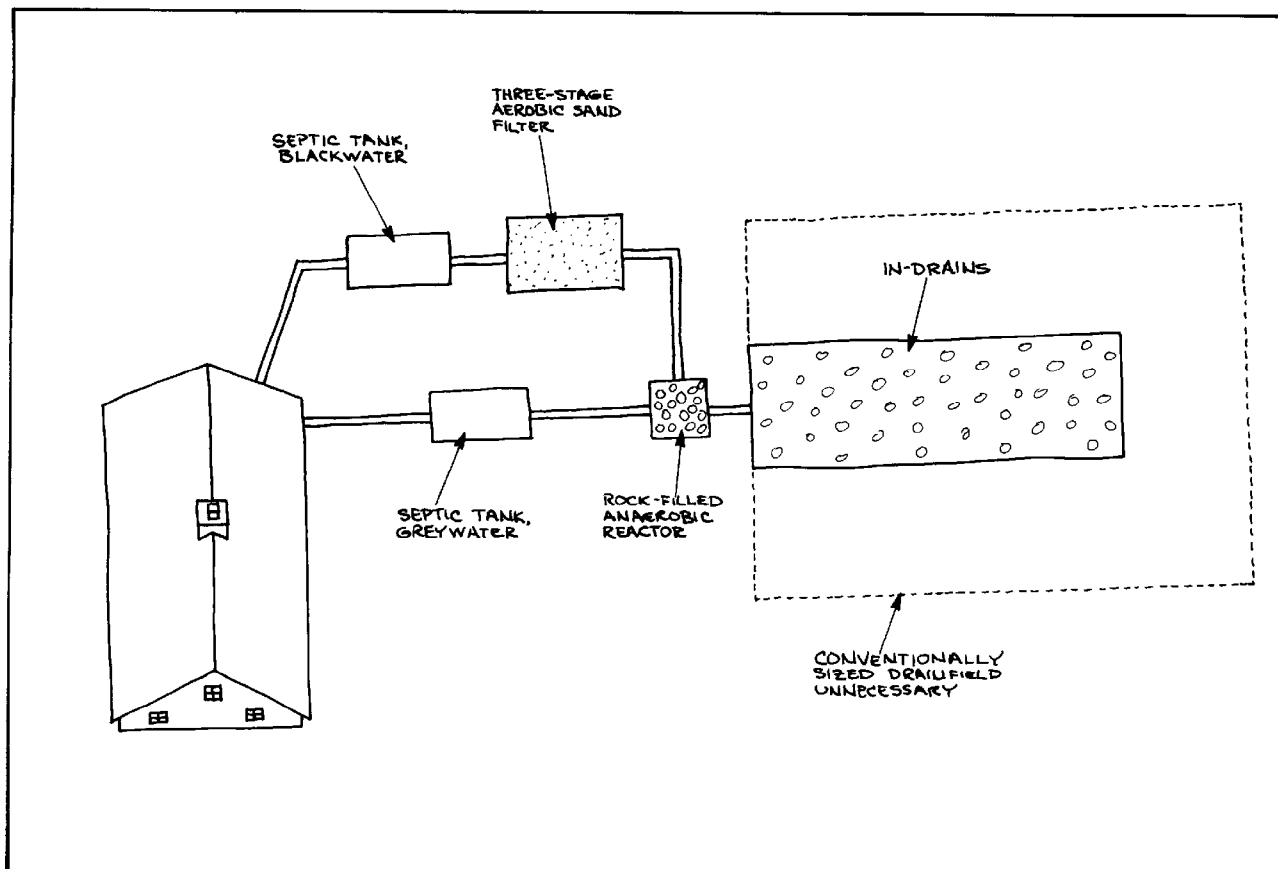 THREE-STAGE
AEROBIC SAND
FILTER
SEPTIC TANK,
BLACKWATER
IN-DRAINS
SEPTIC TANK,
GREYWATER
ROCK-FILLED
ANAEROBIC
REACTOR
CONVENTIONALLY
SIZED DRAINFIELD
UNNECESSARY